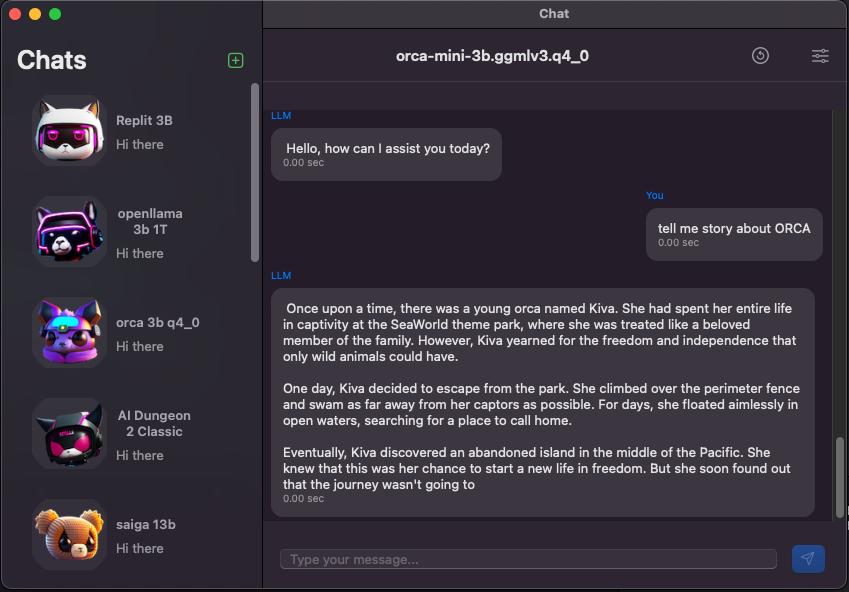 Chat
Chats
orca-mini-3b.ggmlv3.q4_0
Replit 3B
Hi there
openllama
3b 1T
Hi there
orca 3b q4_0
Hi there
AI Dungeon
2 Classic
Hi there
saiga 13b
Hi there
LLM
Hello, how can I assist you today?
0.00 sec
You
tell me story about ORCA
0.00 sec
LLM
Once upon a time, there was a young orca named Kiva. She had spent her entire life
in captivity at the SeaWorld theme park, where she was treated like a beloved
member of the family. However, Kiva yearned for the freedom and independence that
only wild animals could have.
One day, Kiva decided to escape from the park. She climbed over the perimeter fence
and swam as far away from her captors as possible. For days, she floated aimlessly in
open waters, searching for a place to call home.
Eventually, Kiva discovered an abandoned island in the middle of the Pacific. She
knew that this was her chance to start a new life in freedom. But she soon found out
that the journey wasn't going to
0.00 sec
Type your message...